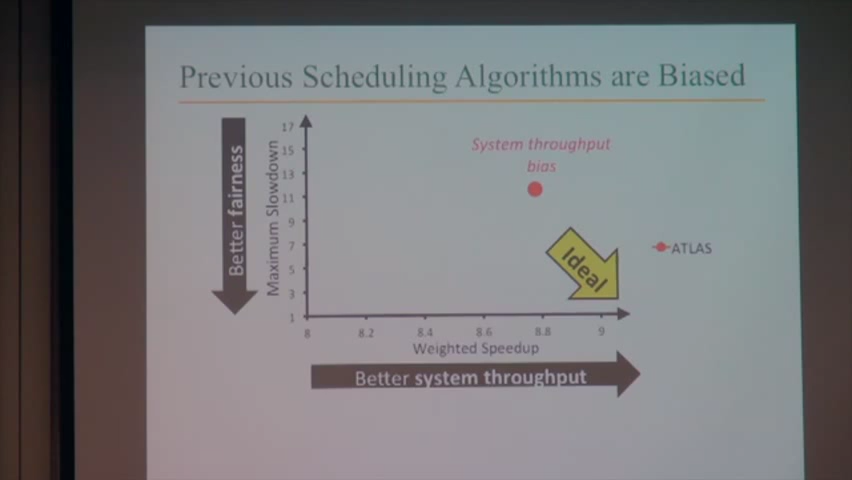 Previous Scheduling Algorithms are Biased
Better fairness
Maximum Slowdown
17
15
13
11
9
7
5
3
1
System throughput
bias
Ideal
ATLAS
8
8.2
8.4
8.6
8.8
9
Weighted Speedup
Better system throughput